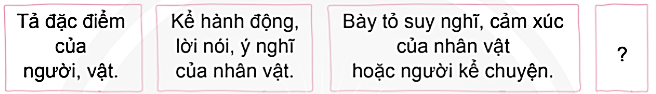 Tả đặc điểm
của
người, vật.
Kể hành động,
lời nói, ý nghĩ
của nhân vật.
Bày tỏ suy nghĩ, cảm xúc
của nhân vật
hoặc người kể chuyện.
?